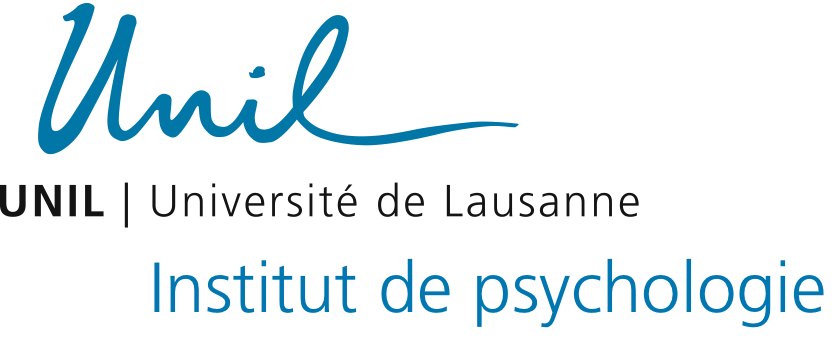 Unil
UNIL | Université de Lausanne
Institut de psychologie